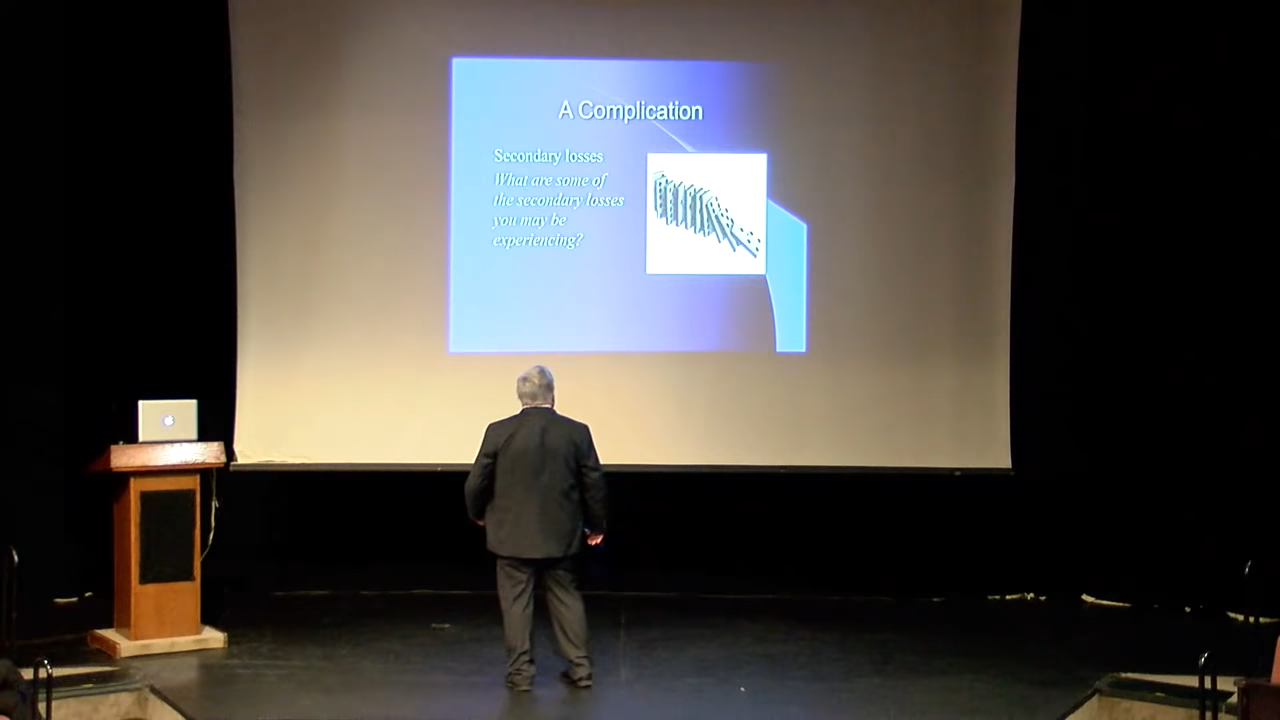 A Complication
Secondary losses
What are some of
the secondary losses
you may be
experiencing?